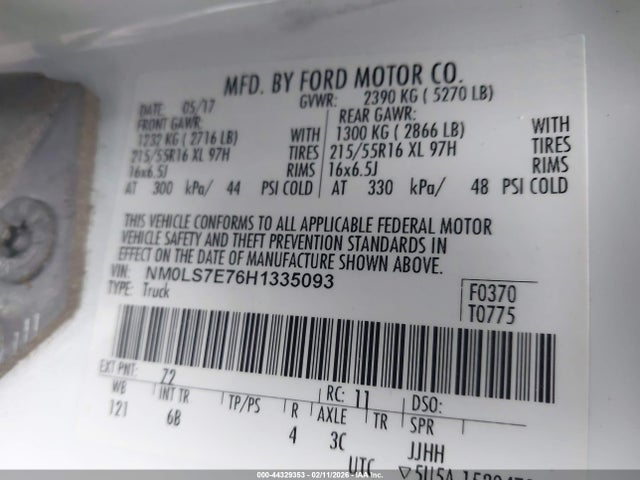 MFD. BY FORD MOTOR CO.
DATE: 05/17 GVWR: 2390 KG ( 5270 LB)
FRONT GAWR: REAR GAWR:
1232 KG ( 2716 LB) WITH 1300 KG ( 2866 LB) WITH
215/55R16 XL 97H TIRES 215/55R16 XL 97H TIRES
16x6.5J RIMS 16x6.5J RIMS
AT 300 kPa/ 44 PSI COLD AT 330 kPa/ 48 PSI COLD
THIS VEHICLE CONFORMS TO ALL APPLICABLE FEDERAL MOTOR
VEHICLE SAFETY AND THEFT PREVENTION STANDARDS IN
EFFECT ON THE DATE OF MANUFACTURE SHOWN ABOVE.
VIN: NM0LS7E76H1335093
TYPE: Truck
F0370
T0775
EXT PNT: Z2 RC: 11 DSO:
WB INT TR TP/PS R AXLE TR SPR
121 6B 4 3C JJHH
UTC
000-44329353 | 02/11/2026 - Copyright IAA, Inc.